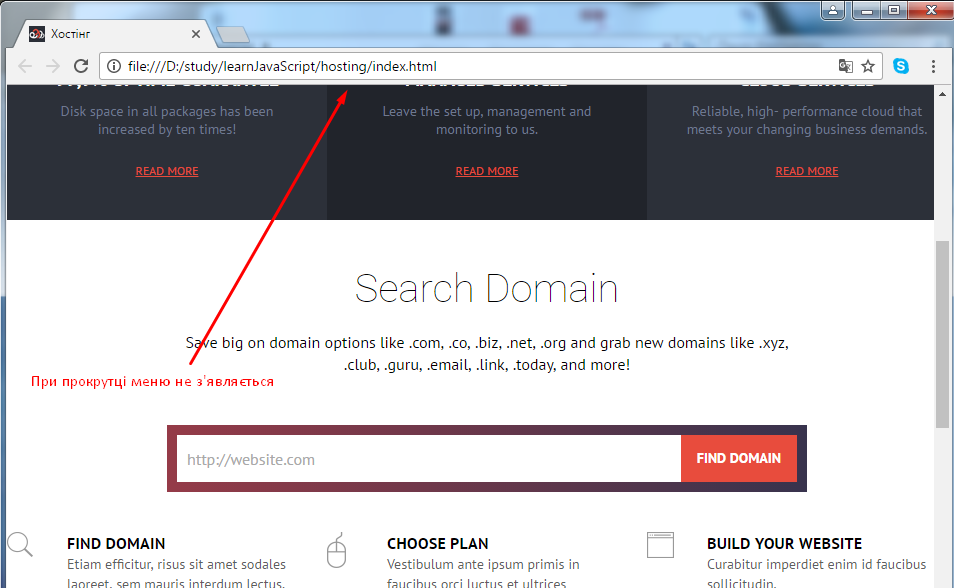 Хостінг
file:///D:/study/learnJavaScript/hosting/index.html
Disk space in all packages has been
increased by ten times!
READ MORE
Leave the set up, management and
monitoring to us.
READ MORE
Reliable, high- performance cloud that
meets your changing business demands.
READ MORE
Search Domain
Save big on domain options like .com, .co, .biz, .net, .org and grab new domains like .xyz,
.club, .guru, .email, .link, .today, and more!
При прокрутці меню не з'являється
http://website.com
FIND DOMAIN
FIND DOMAIN
Etiam efficitur, risus sit amet sodales
laoreet, sem mauris interdum lectus,
CHOOSE PLAN
Vestibulum ante ipsum primis in
faucibus orci luctus et ultrices
BUILD YOUR WEBSITE
Curabitur imperdiet enim id faucibus
sollicitudin.